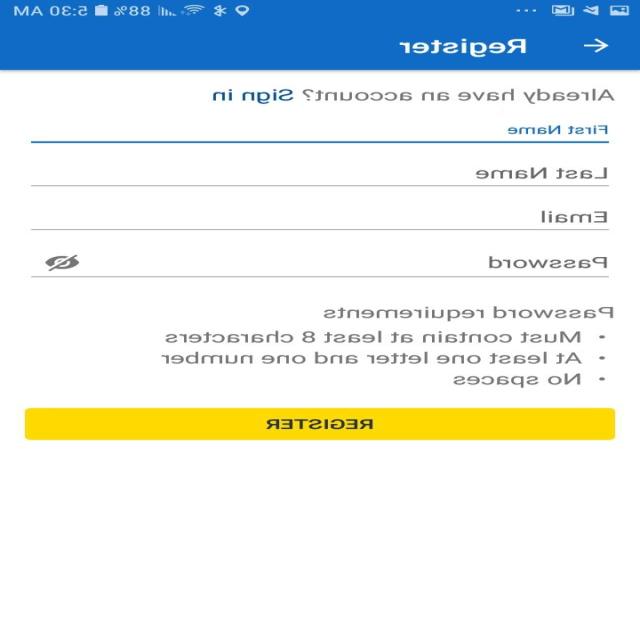 88% 5:30 AM
Register
Already have an account? Sign in
First Name
Last Name
Email
Password
Password requirements
• Must contain at least 8 characters
• At least one letter and one number
• No spaces
REGISTER